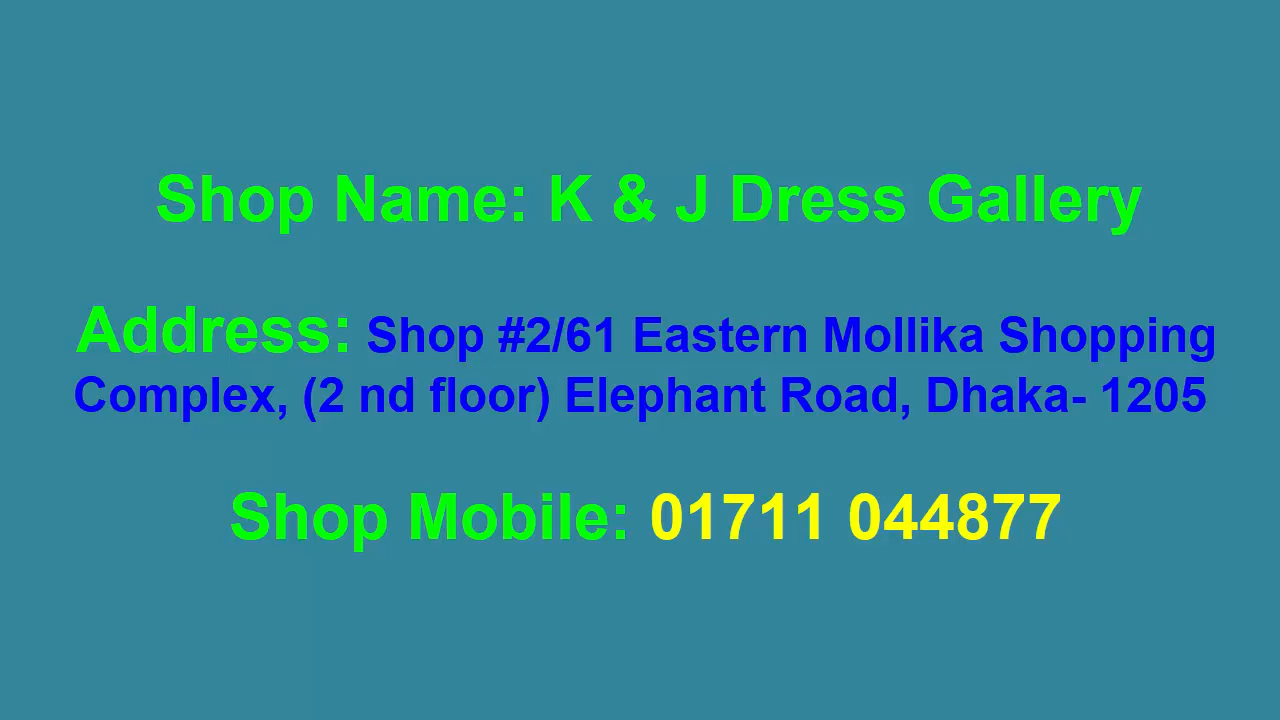 Shop Name: K & J Dress Gallery
Address: Shop #2/61 Eastern Mollika Shopping
Complex, (2 nd floor) Elephant Road, Dhaka- 1205
Shop Mobile: 01711 044877